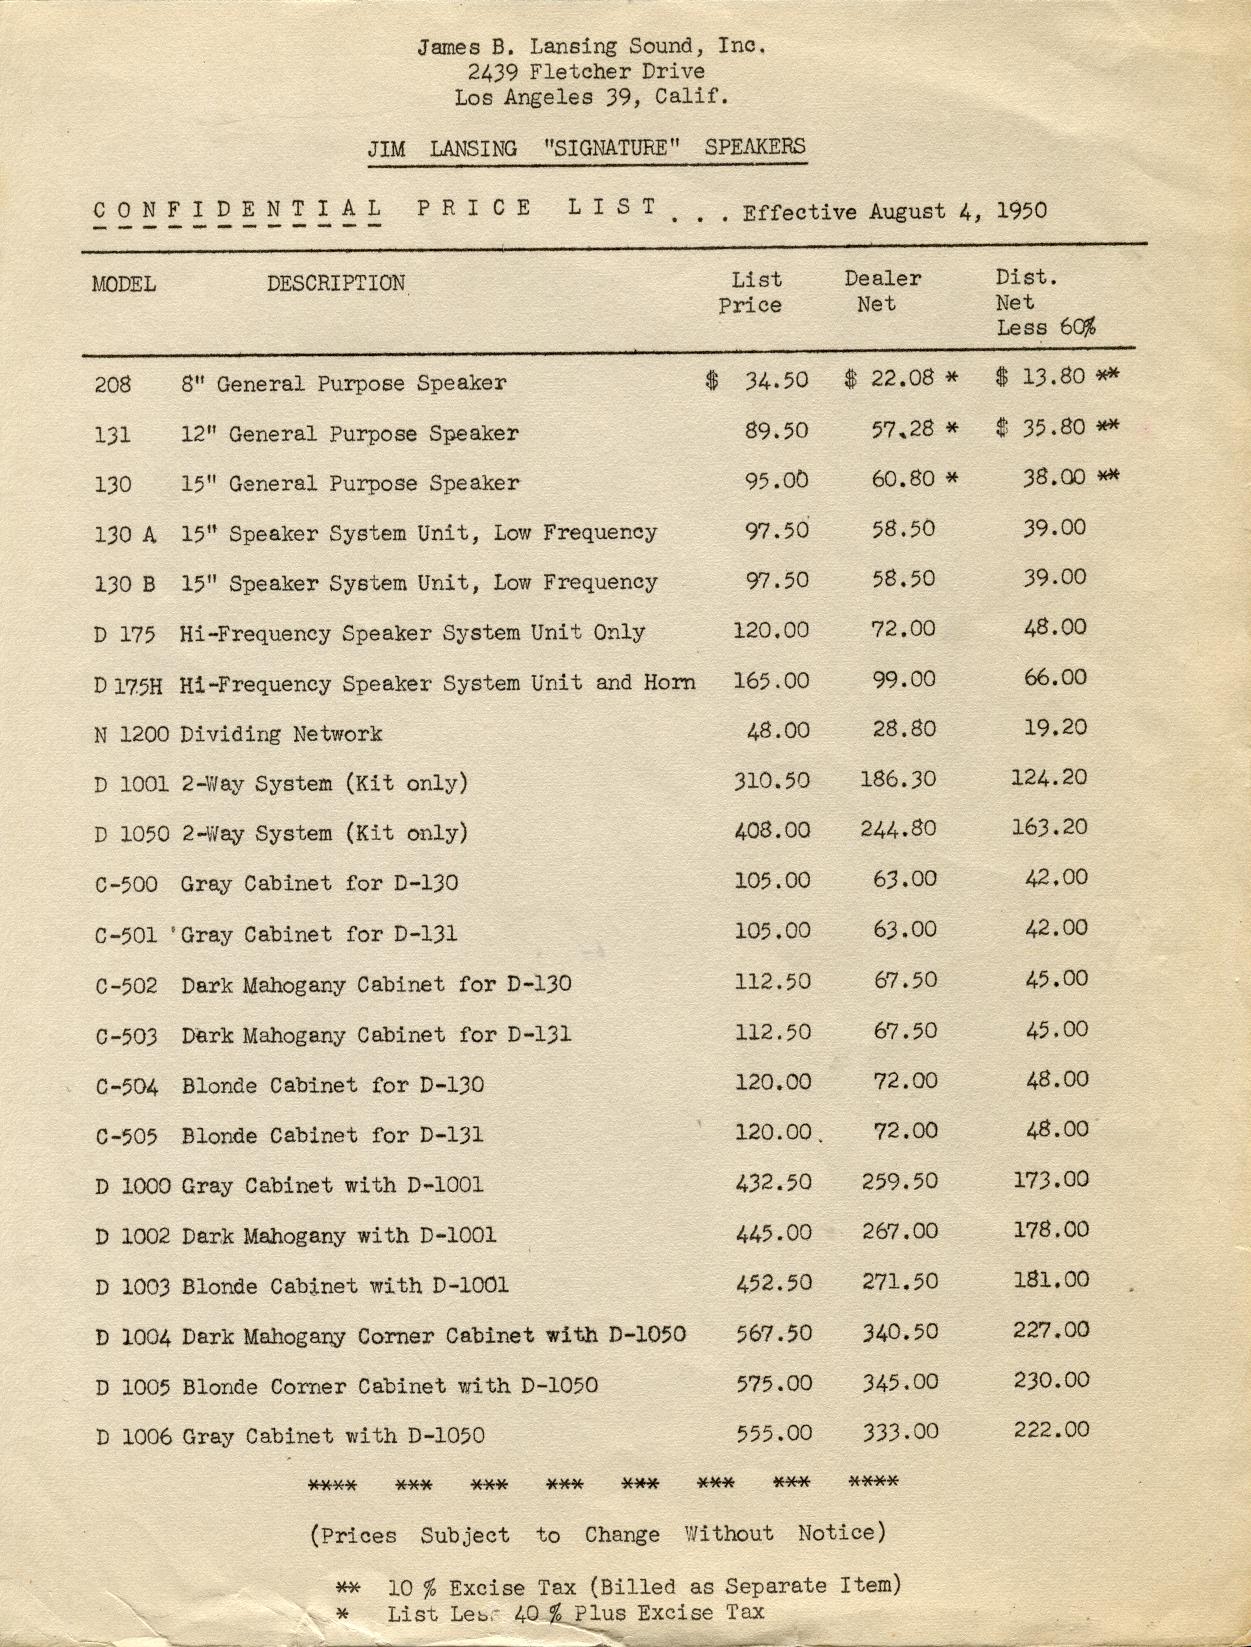 James B. Lansing Sound, Inc.
2439 Fletcher Drive
Los Angeles 39, Calif.
JIM LANSING "SIGNATURE" SPEAKERS
CONFIDENTIAL PRICE LIST . . . Effective August 4, 1950
MODEL DESCRIPTION List Price Dealer Net Dist. Net Less 60%
208 8" General Purpose Speaker $ 34.50 $ 22.08 * $ 13.80 **
131 12" General Purpose Speaker 89.50 57.28 * $ 35.80 **
130 15" General Purpose Speaker 95.00 60.80 * 38.00 **
130 A 15" Speaker System Unit, Low Frequency 97.50 58.50 39.00
130 B 15" Speaker System Unit, Low Frequency 97.50 58.50 39.00
D 175 Hi-Frequency Speaker System Unit Only 120.00 72.00 48.00
D 175H Hi-Frequency Speaker System Unit and Horn 165.00 99.00 66.00
N 1200 Dividing Network 48.00 28.80 19.20
D 1001 2-Way System (Kit only) 310.50 186.30 124.20
D 1050 2-Way System (Kit only) 408.00 244.80 163.20
C-500 Gray Cabinet for D-130 105.00 63.00 42.00
C-501 Gray Cabinet for D-131 105.00 63.00 42.00
C-502 Dark Mahogany Cabinet for D-130 112.50 67.50 45.00
C-503 Dark Mahogany Cabinet for D-131 112.50 67.50 45.00
C-504 Blonde Cabinet for D-130 120.00 72.00 48.00
C-505 Blonde Cabinet for D-131 120.00 72.00 48.00
D 1000 Gray Cabinet with D-1001 432.50 259.50 173.00
D 1002 Dark Mahogany with D-1001 445.00 267.00 178.00
D 1003 Blonde Cabinet with D-1001 452.50 271.50 181.00
D 1004 Dark Mahogany Corner Cabinet with D-1050 567.50 340.50 227.00
D 1005 Blonde Corner Cabinet with D-1050 575.00 345.00 230.00
D 1006 Gray Cabinet with D-1050 555.00 333.00 222.00
**** *** *** *** *** *** *** ****
(Prices Subject to Change Without Notice)
** 10 % Excise Tax (Billed as Separate Item)
* List Less 40 % Plus Excise Tax